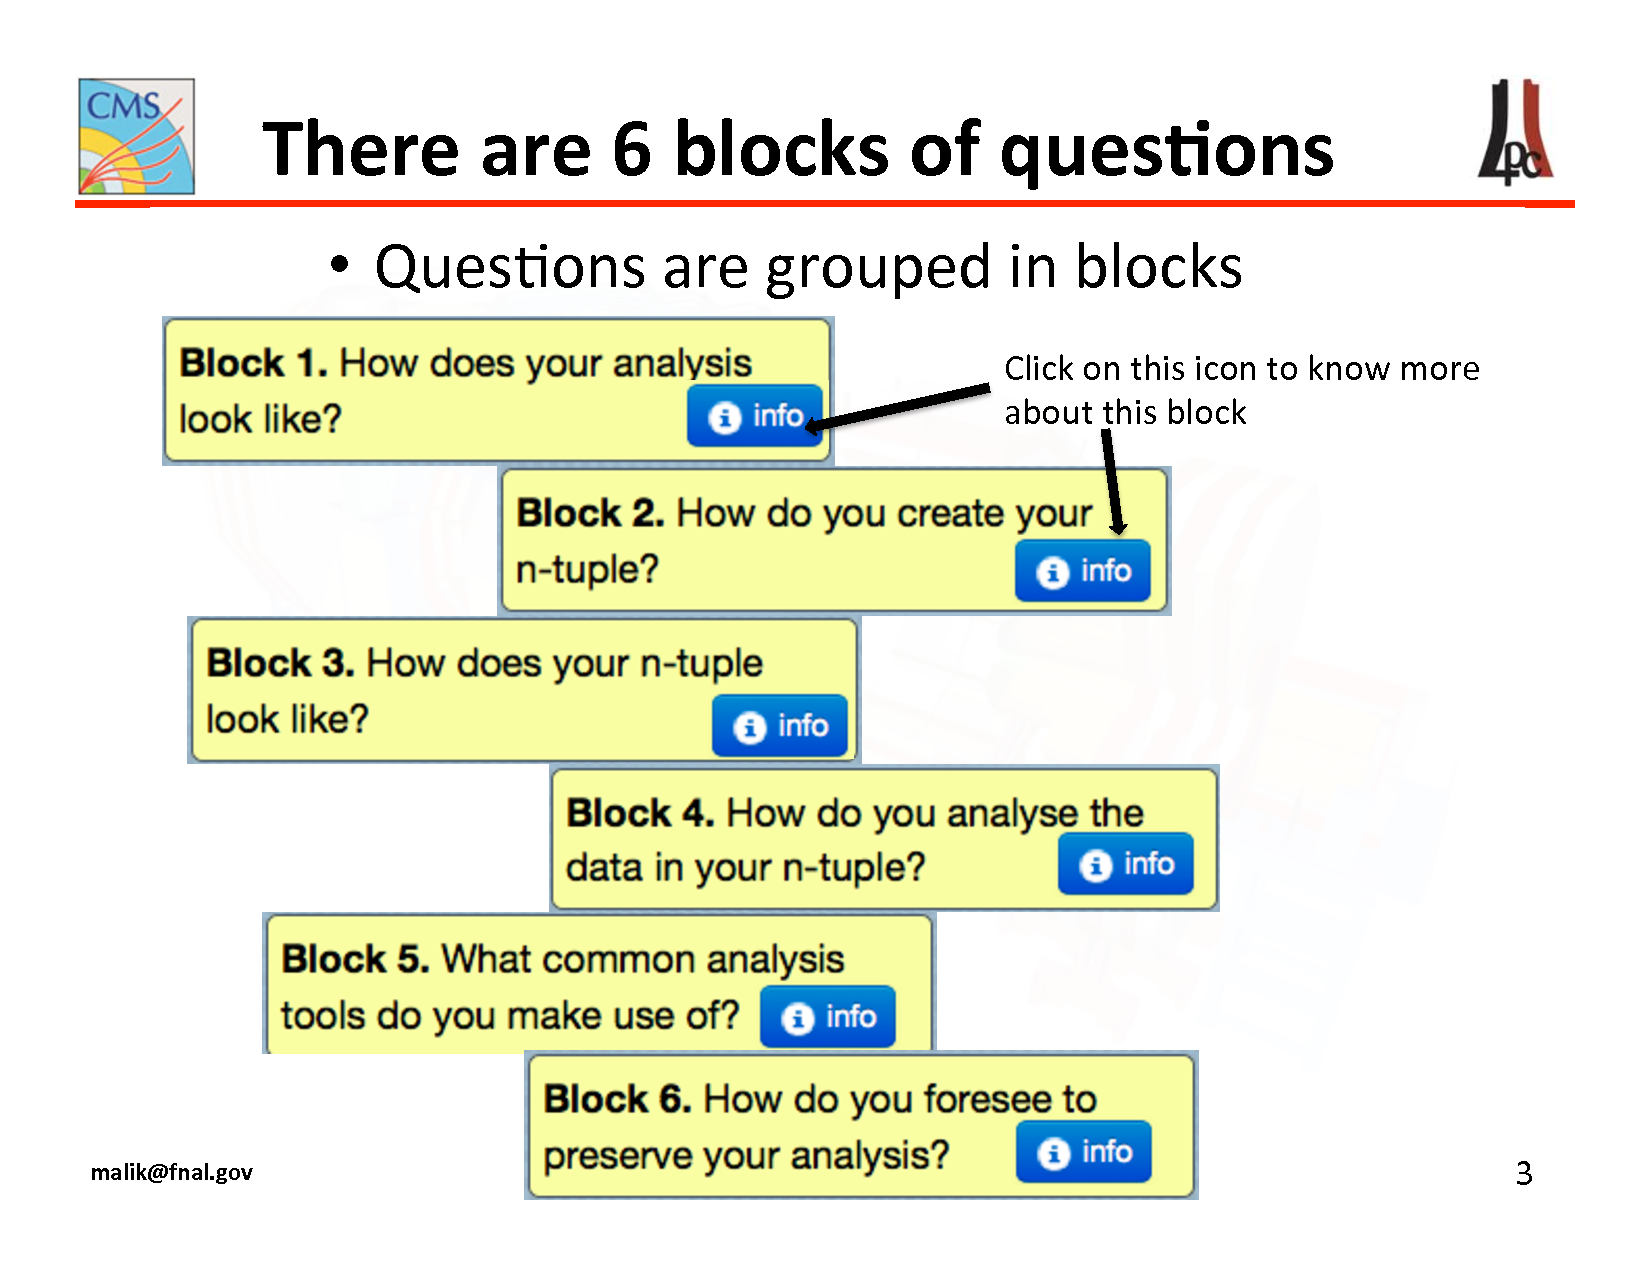 CMS
There are 6 blocks of questions
LPC
• Questions are grouped in blocks
Block 1. How does your analysis
look like?
info
Click on this icon to know more
about this block
Block 2. How do you create your
n-tuple?
info
Block 3. How does your n-tuple
look like?
info
Block 4. How do you analyse the
data in your n-tuple?
info
Block 5. What common analysis
tools do you make use of?
info
Block 6. How do you foresee to
preserve your analysis?
info
malik@fnal.gov
3